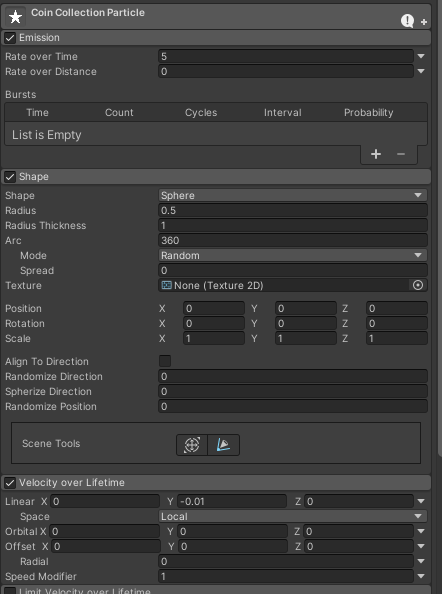 Coin Collection Particle
Emission
Rate over Time 5
Rate over Distance 0
Bursts
Time Count Cycles Interval Probability
List is Empty
Shape
Shape Sphere
Radius 0.5
Radius Thickness 1
Arc 360
Mode Random
Spread 0
Texture None (Texture 2D)
Position X 0 Y 0 Z 0
Rotation X 0 Y 0 Z 0
Scale X 1 Y 1 Z 1
Align To Direction
Randomize Direction 0
Spherize Direction 0
Randomize Position 0
Scene Tools
Velocity over Lifetime
Linear X 0 Y -0.01 Z 0
Space Local
Orbital X 0 Y 0 Z 0
Offset X 0 Y 0 Z 0
Radial 0
Speed Modifier 1
Limit Velocity over Lifetime